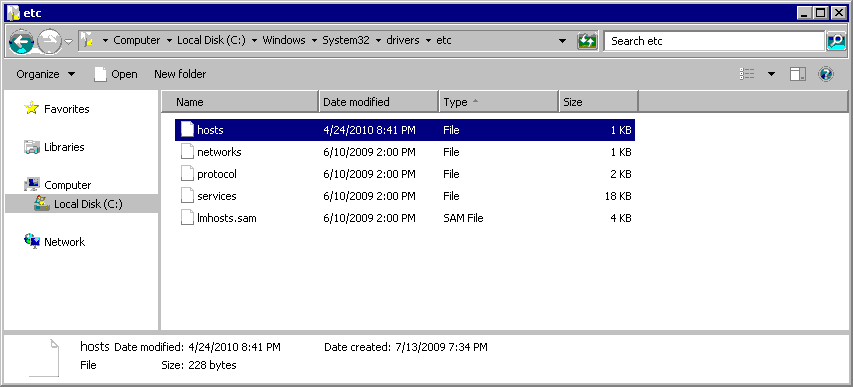 etc
Computer Local Disk (C:) Windows System32 drivers etc Search etc
Organize Open New folder
Name Date modified Type Size
Favorites
Libraries
Computer
Local Disk (C:)
Network
hosts 4/24/2010 8:41 PM File 1 KB
networks 6/10/2009 2:00 PM File 1 KB
protocol 6/10/2009 2:00 PM File 2 KB
services 6/10/2009 2:00 PM File 18 KB
lmhosts.sam 6/10/2009 2:00 PM SAM File 4 KB
hosts Date modified: 4/24/2010 8:41 PM Date created: 7/13/2009 7:34 PM
File Size: 228 bytes